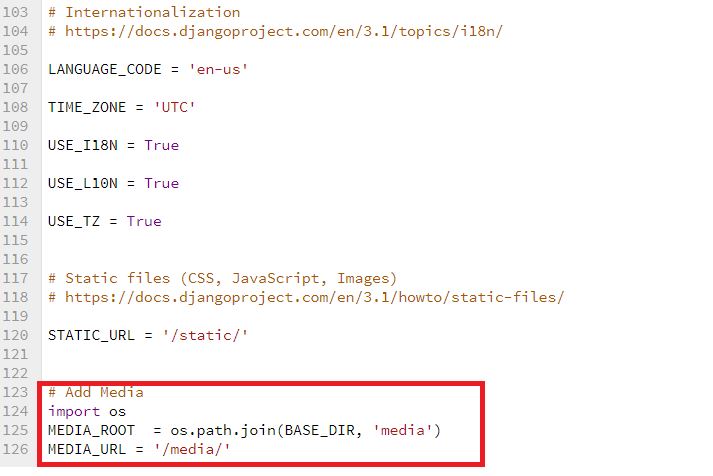 103 # Internationalization
104 # https://docs.djangoproject.com/en/3.1/topics/i18n/
105
106 LANGUAGE_CODE = 'en-us'
107
108 TIME_ZONE = 'UTC'
109
110 USE_I18N = True
111
112 USE_L10N = True
113
114 USE_TZ = True
115
116
117 # Static files (CSS, JavaScript, Images)
118 # https://docs.djangoproject.com/en/3.1/howto/static-files/
119
120 STATIC_URL = '/static/'
121
122
123 # Add Media
124 import os
125 MEDIA_ROOT  = os.path.join(BASE_DIR, 'media')
126 MEDIA_URL = '/media/'